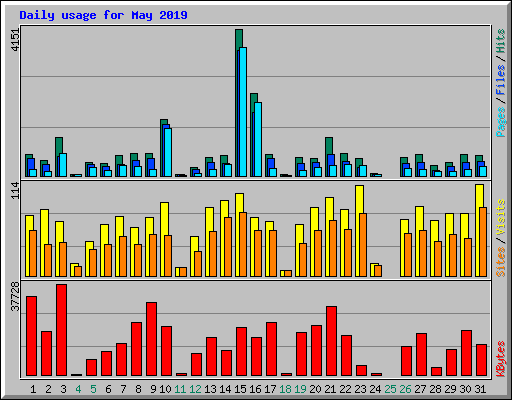 Daily usage for May 2019
4151
Pages / Files / Hits
114
Sites / Visits
37728
KBytes
1 2 3 4 5 6 7 8 9 10 11 12 13 14 15 16 17 18 19 20 21 22 23 24 25 26 27 28 29 30 31